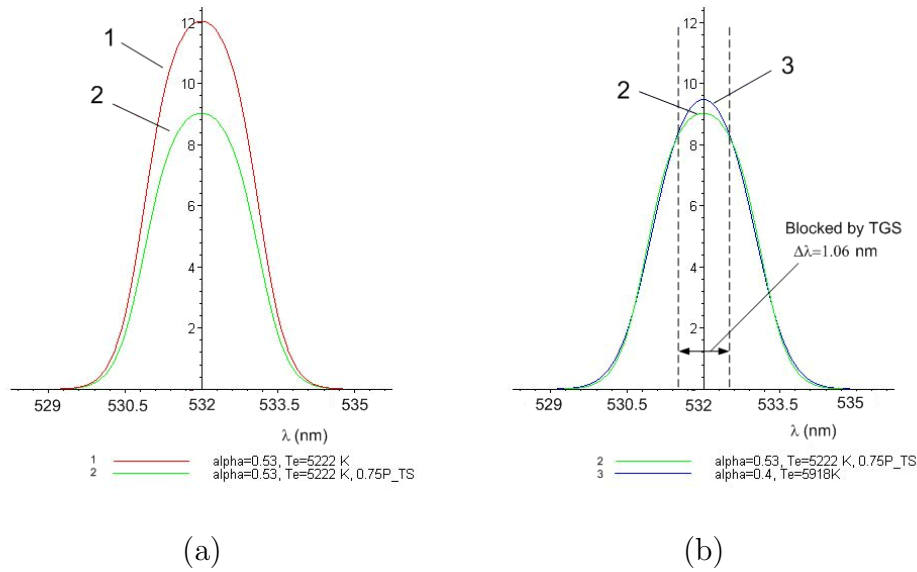 12
10
8
6
4
2
1
2
529
530.5
532
533.5
535
λ (nm)
1 alpha=0.53, Te=5222 K
2 alpha=0.53, Te=5222 K, 0.75P_TS
(a)
12
10
8
6
4
2
2
3
Blocked by TGS
Δλ=1.06 nm
529
530.5
532
533.5
535
λ (nm)
2 alpha=0.53, Te=5222 K, 0.75P_TS
3 alpha=0.4, Te=5918K
(b)